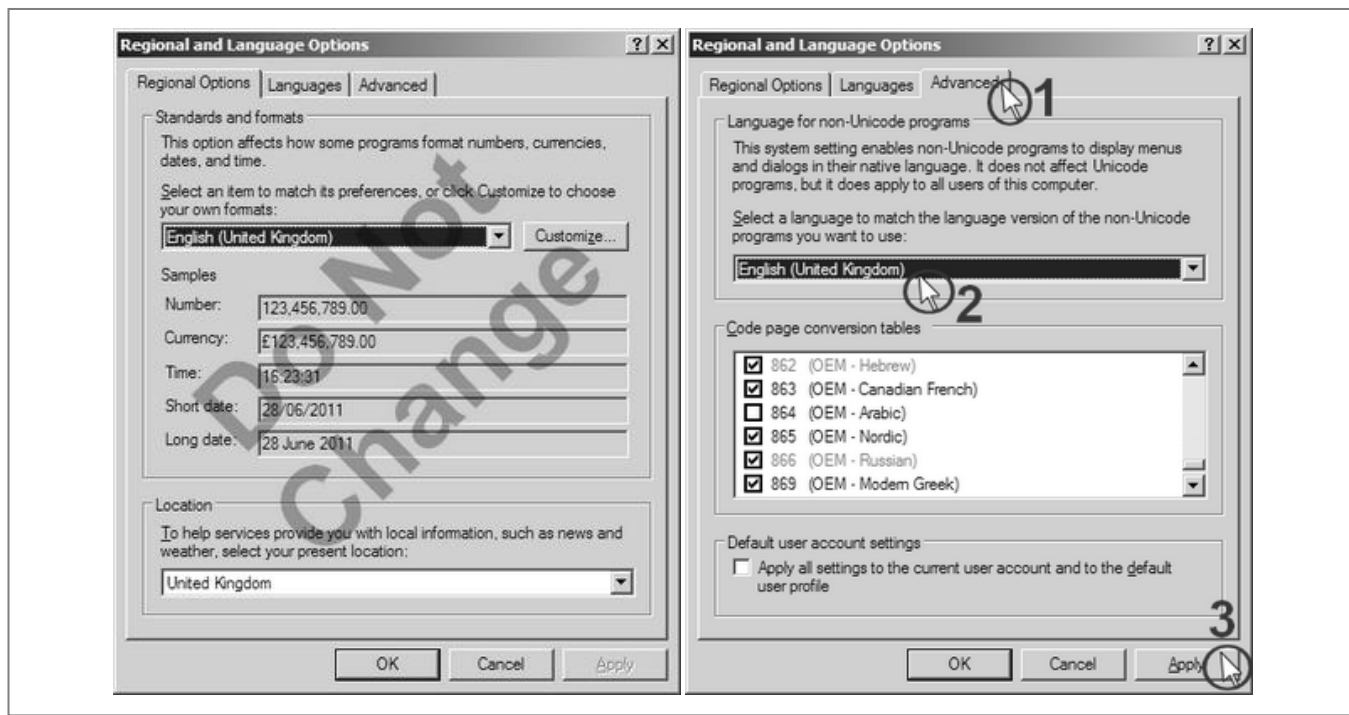 Regional and Language Options
Regional Options Languages Advanced
Standards and formats
This option affects how some programs format numbers, currencies,
dates, and time.
Select an item to match its preferences, or click Customize to choose
your own formats:
English (United Kingdom) Customize...
Samples
Number: 123,456,789.00
Currency: £123,456,789.00
Time: 16:23:31
Short date: 28/06/2011
Long date: 28 June 2011
Do Not
Change
Location
To help services provide you with local information, such as news and
weather, select your present location:
United Kingdom
OK Cancel Apply
Regional and Language Options
Regional Options Languages Advanced 1
Language for non-Unicode programs
This system setting enables non-Unicode programs to display menus
and dialogs in their native language. It does not affect Unicode
programs, but it does apply to all users of this computer.
Select a language to match the language version of the non-Unicode
programs you want to use:
English (United Kingdom)
2
Code page conversion tables
862 (OEM - Hebrew)
863 (OEM - Canadian French)
864 (OEM - Arabic)
865 (OEM - Nordic)
866 (OEM - Russian)
869 (OEM - Modern Greek)
Default user account settings
Apply all settings to the current user account and to the default
user profile
3
OK Cancel Apply